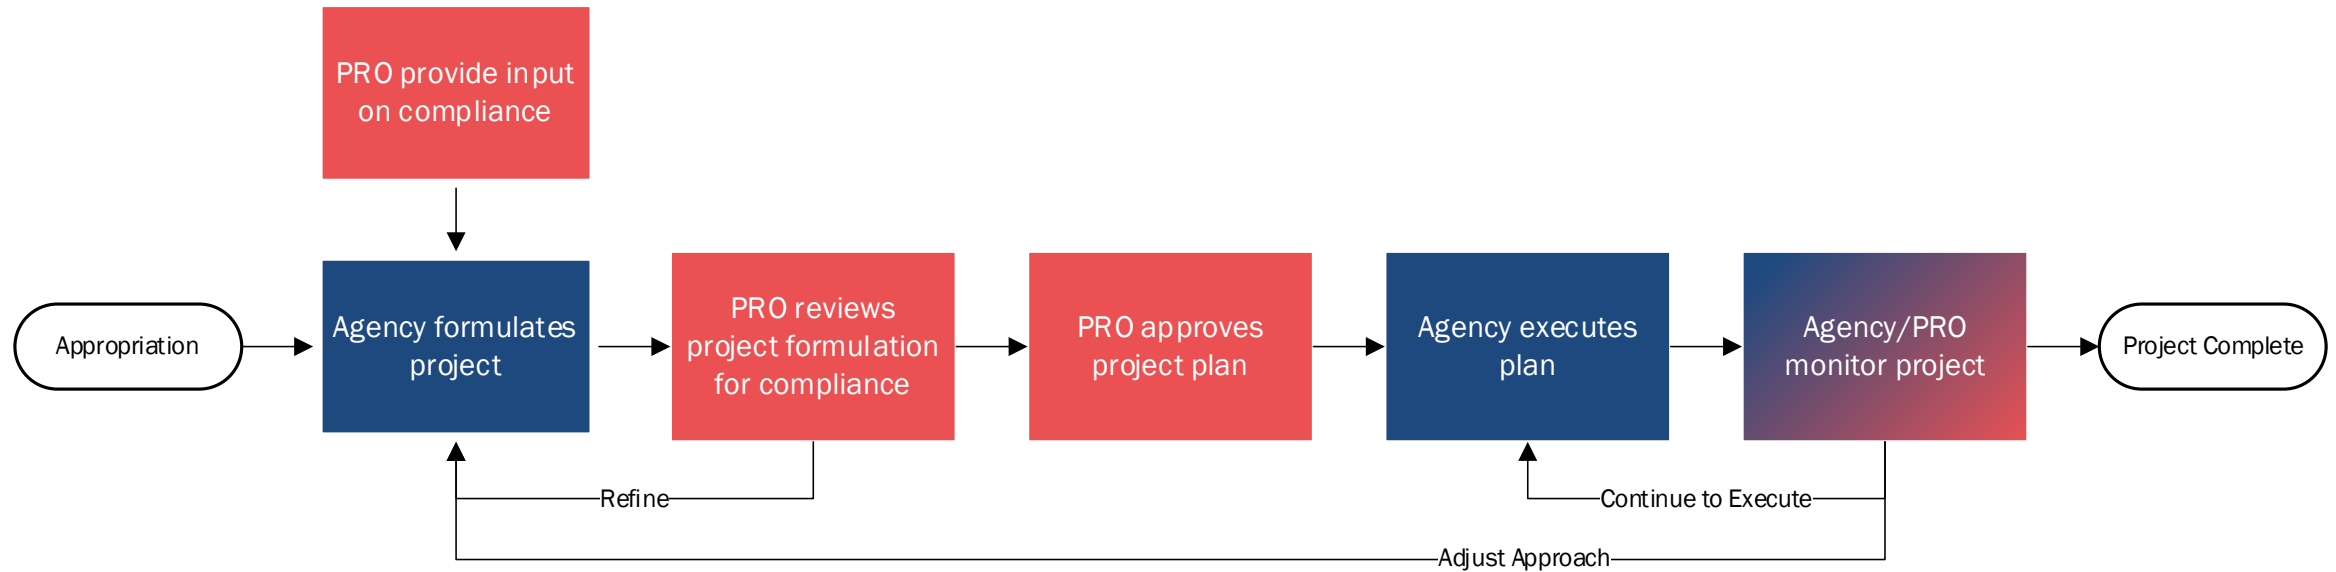 PRO provide input
on compliance
Appropriation
Agency formulates
project
PRO reviews
project formulation
for compliance
PRO approves
project plan
Agency executes
plan
Agency/PRO
monitor project
Project Complete
Refine
Continue to Execute
Adjust Approach